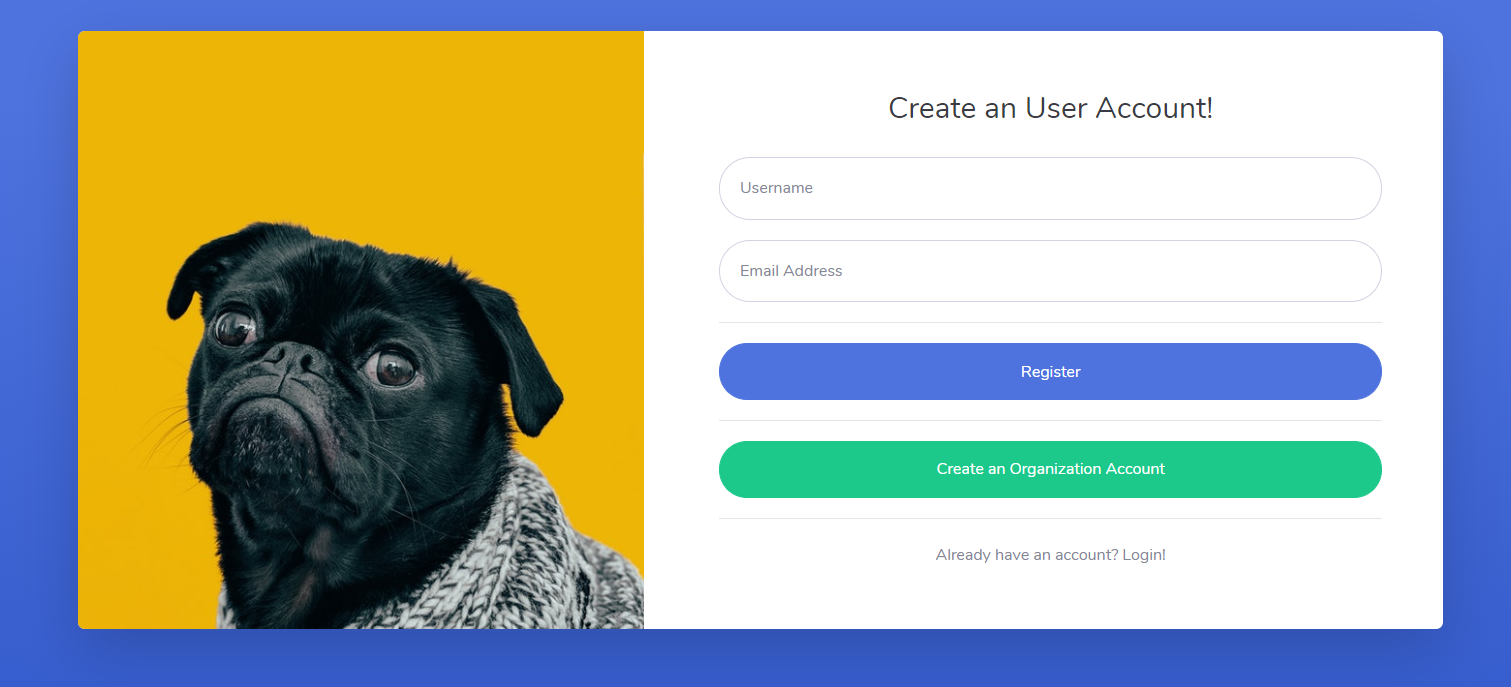 Create an User Account!
Username
Email Address
Register
Create an Organization Account
Already have an account? Login!